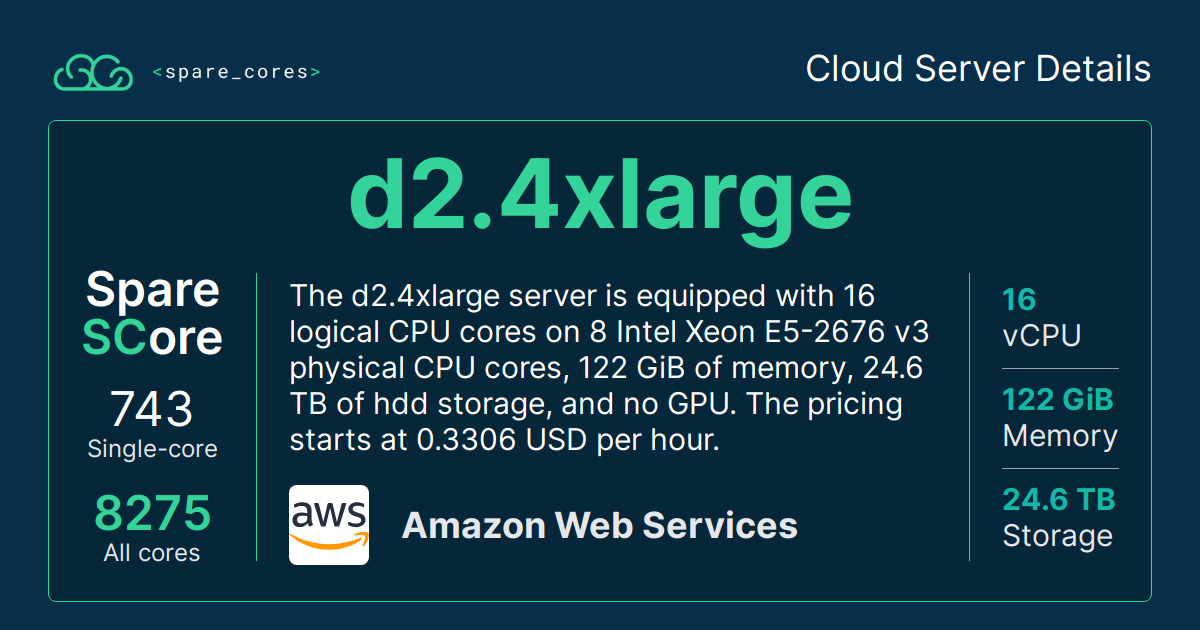 <spare_cores>
Cloud Server Details
d2.4xlarge
Spare
SCore
743
Single-core
8275
All cores
The d2.4xlarge server is equipped with 16
logical CPU cores on 8 Intel Xeon E5-2676 v3
physical CPU cores, 122 GiB of memory, 24.6
TB of hdd storage, and no GPU. The pricing
starts at 0.3306 USD per hour.
aws
Amazon Web Services
16
vCPU
122 GiB
Memory
24.6 TB
Storage